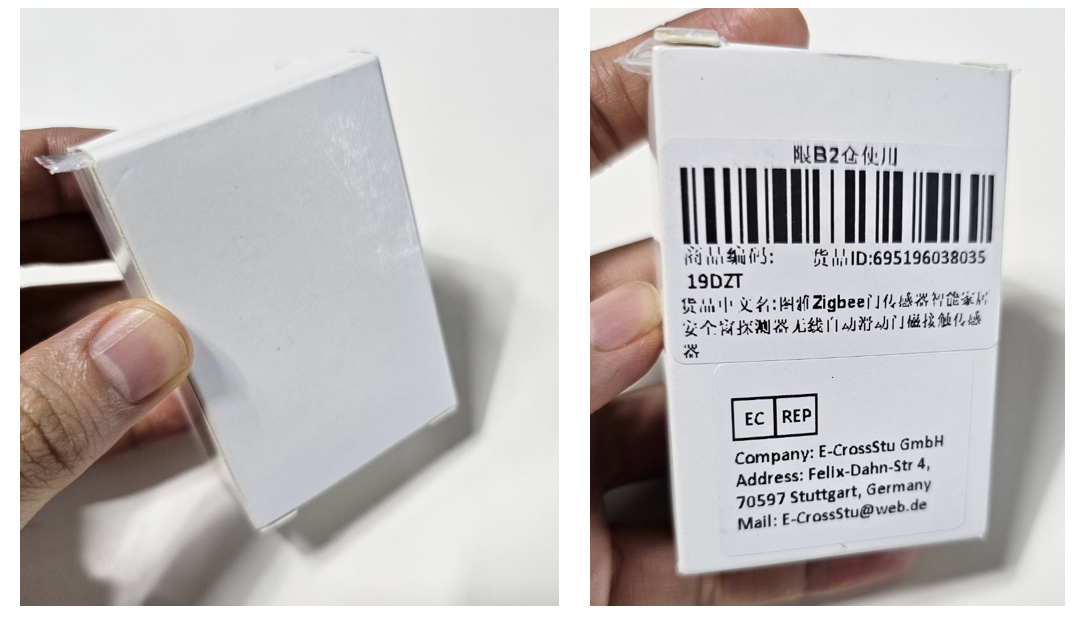 限B2仓使用
商品编码: 货品ID:695196038035
19DZT
货品中文名:图雅Zigbee门传感器智能家居
安全窗探测器无线自动滑动门磁接触传感
器
EC REP
Company: E-CrossStu GmbH
Address: Felix-Dahn-Str 4,
70597 Stuttgart, Germany
Mail: E-CrossStu@web.de